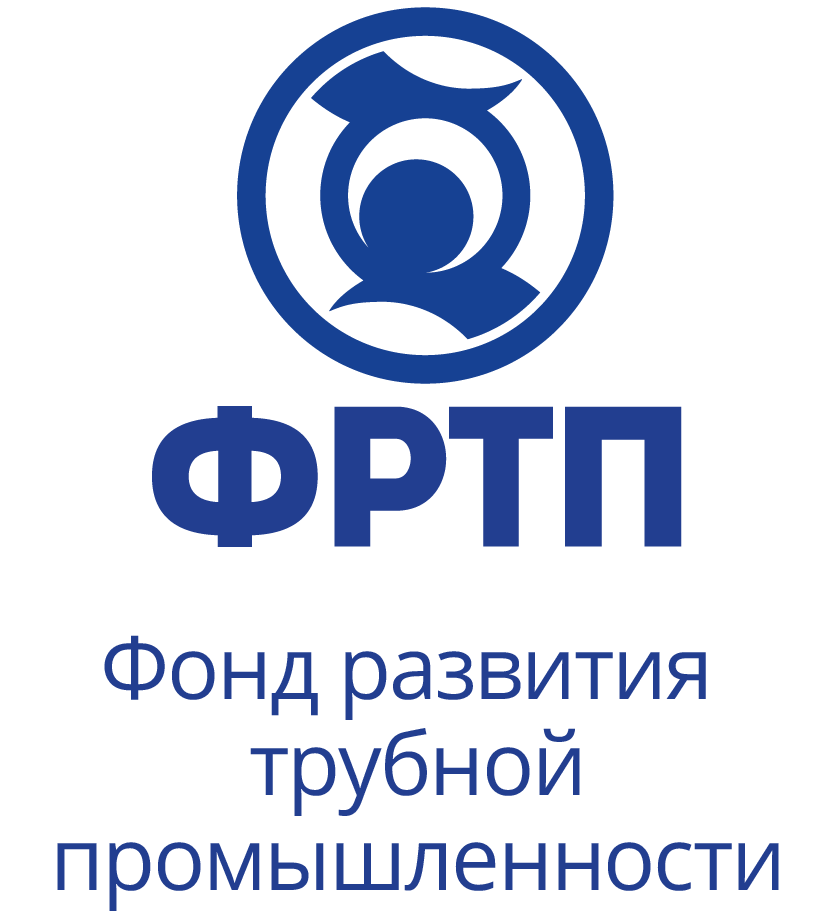 ФРТП
Фонд развития
трубной
промышленности